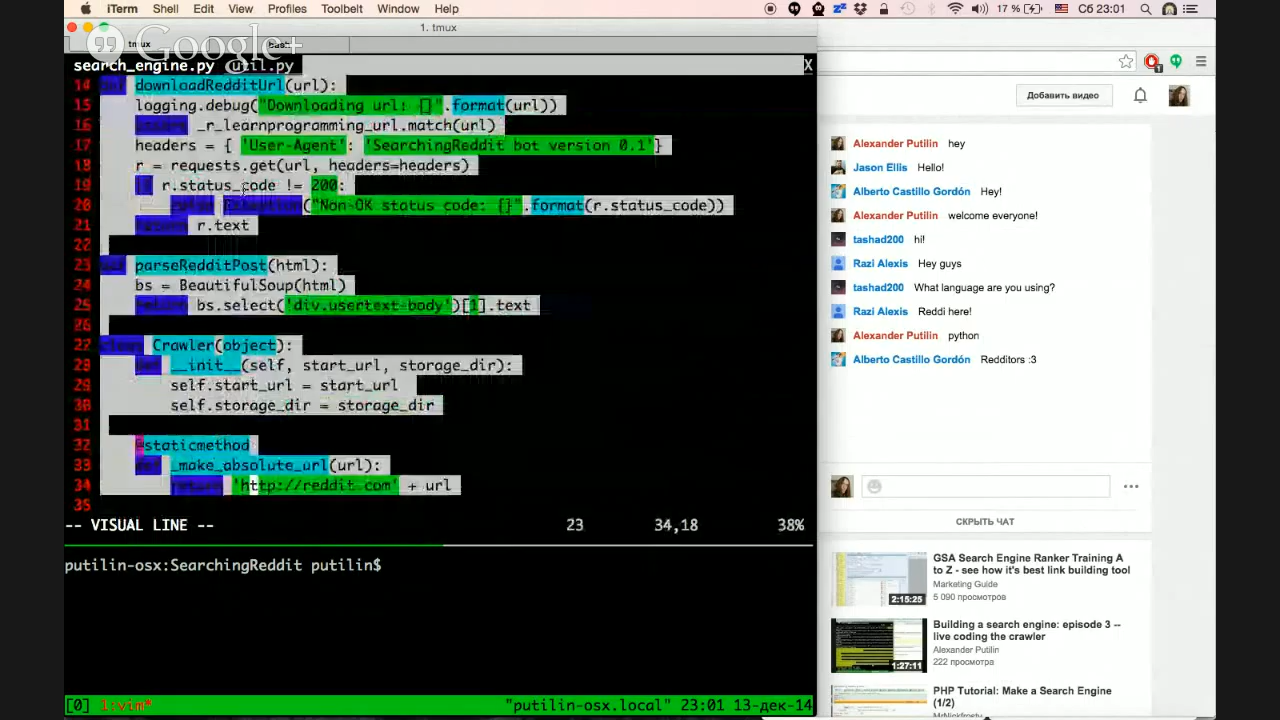 iTerm Shell Edit View Profiles Toolbelt Window Help 17 % Сб 23:01
1. tmux
Google+
tmux bash
search_engine.py util.py X
14 def downloadRedditUrl(url):
15 logging.debug("Downloading url: {}".format(url))
16 assert _r_learnprogramming_url.match(url)
17 headers = { 'User-Agent': 'SearchingReddit bot version 0.1'}
18 r = requests.get(url, headers=headers)
19 if r.status_code != 200:
20 raise Exception("Non-OK status code: {}".format(r.status_code))
21 return r.text
22
23 def parseRedditPost(html):
24 bs = BeautifulSoup(html)
25 return bs.select('div.usertext-body')[1].text
26
27 class Crawler(object):
28 def __init__(self, start_url, storage_dir):
29 self.start_url = start_url
30 self.storage_dir = storage_dir
31
32 @staticmethod
33 def _make_absolute_url(url):
34 return 'http://reddit.com' + url
35
-- VISUAL LINE -- 23 34,18 38%
putilin-osx:SearchingReddit putilin$
[0] 1:vim* "putilin-osx.local" 23:01 13-дек-14
1
Добавить видео
Alexander Putilin hey
Jason Ellis Hello!
Alberto Castillo Gordón Hey!
Alexander Putilin welcome everyone!
tashad200 hi!
Razi Alexis Hey guys
tashad200 What language are you using?
Razi Alexis Reddi here!
Alexander Putilin python
Alberto Castillo Gordón Redditors :3
СКРЫТЬ ЧАТ
GSA Search Engine Ranker Training A
to Z - see how it's best link building tool
Marketing Guide
5 090 просмотров
2:15:25
Building a search engine: episode 3 --
live coding the crawler
Alexander Putilin
222 просмотра
1:27:11
PHP Tutorial: Make a Search Engine
(1/2)
MrNickfrosty